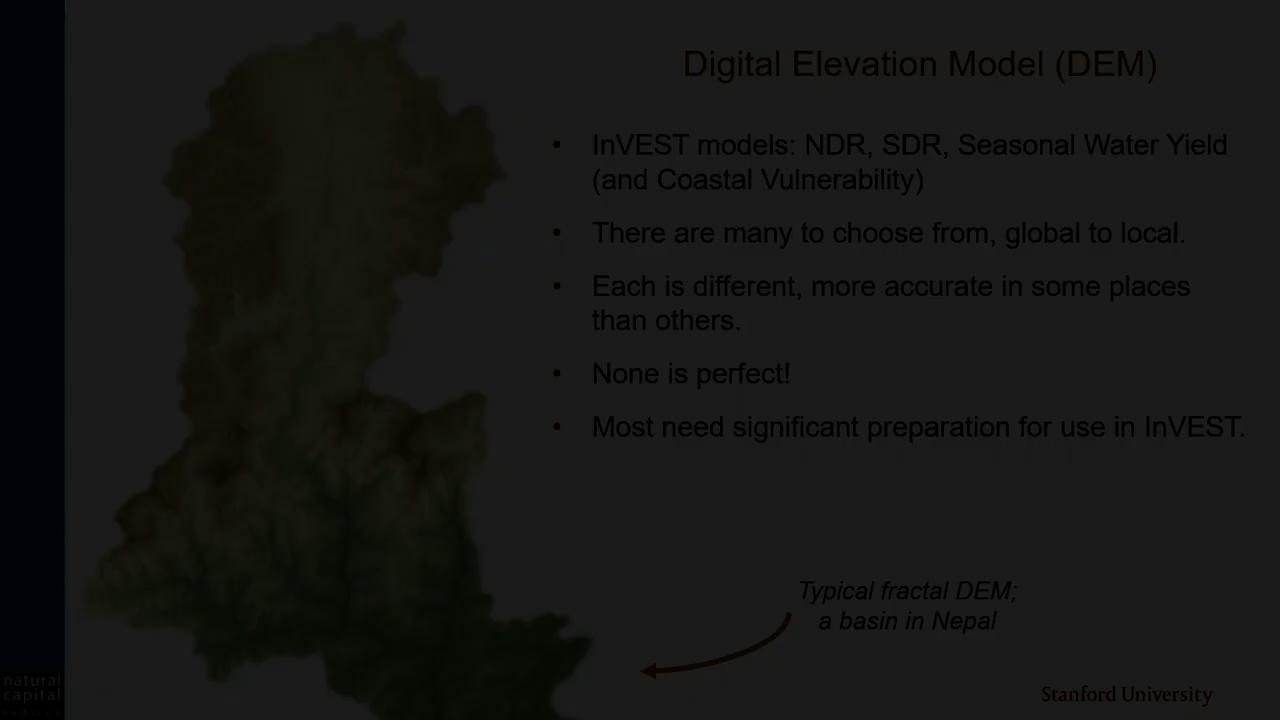 Digital Elevation Model (DEM)
• InVEST models: NDR, SDR, Seasonal Water Yield
(and Coastal Vulnerability)
• There are many to choose from, global to local.
• Each is different, more accurate in some places
than others.
• None is perfect!
• Most need significant preparation for use in InVEST.
Typical fractal DEM;
a basin in Nepal
natural
capital
Stanford University